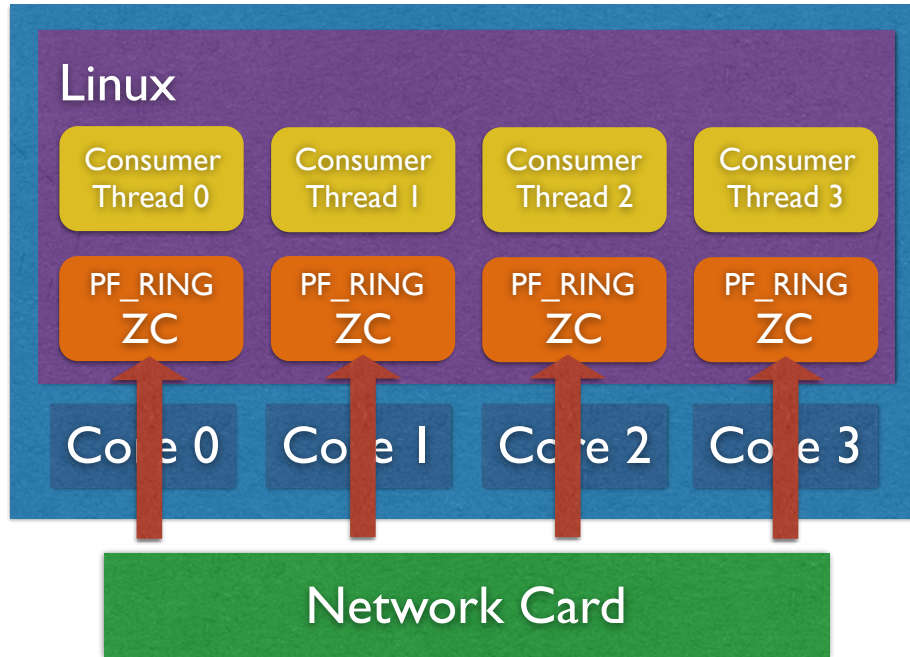 Linux
Consumer
Thread 0
Consumer
Thread 1
Consumer
Thread 2
Consumer
Thread 3
PF_RING
ZC
PF_RING
ZC
PF_RING
ZC
PF_RING
ZC
Core 0
Core 1
Core 2
Core 3
Network Card